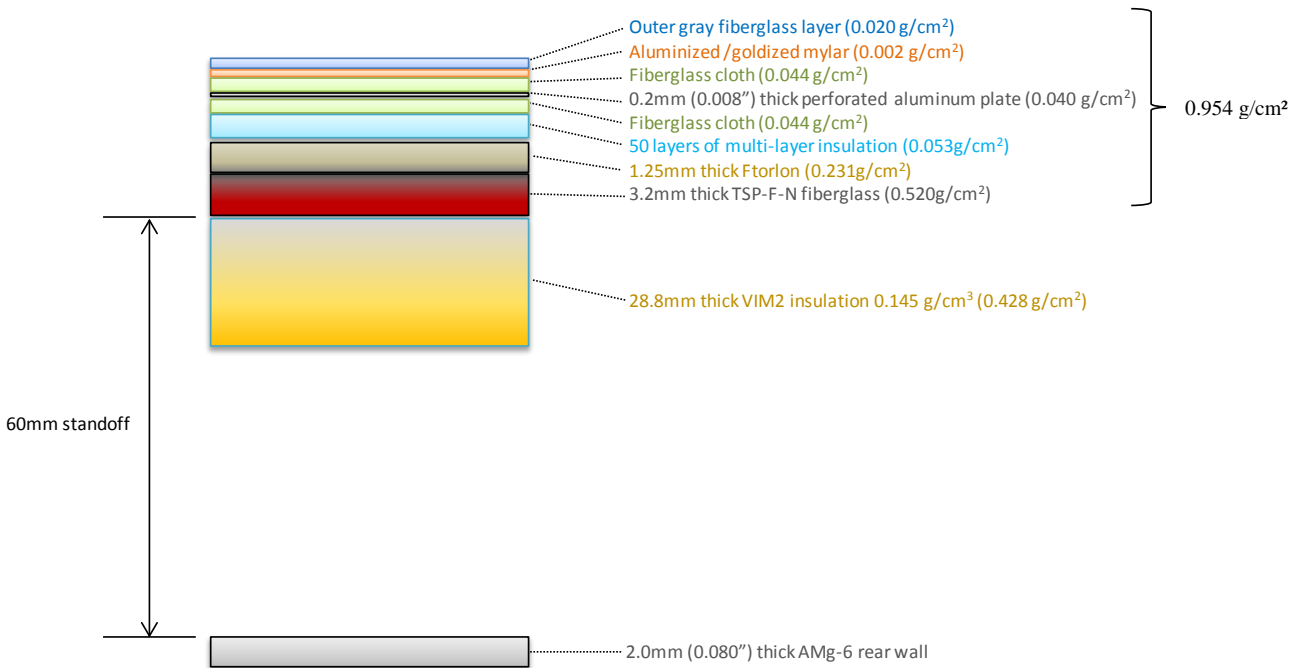 Outer gray fiberglass layer (0.020 g/cm²)
Aluminized /goldized mylar (0.002 g/cm²)
Fiberglass cloth (0.044 g/cm²)
0.2mm (0.008”) thick perforated aluminum plate (0.040 g/cm²)
Fiberglass cloth (0.044 g/cm²)
50 layers of multi-layer insulation (0.053g/cm²)
1.25mm thick Ftorlon (0.231g/cm²)
3.2mm thick TSP-F-N fiberglass (0.520g/cm²)
0.954 g/cm²
28.8mm thick VIM2 insulation 0.145 g/cm³ (0.428 g/cm²)
60mm standoff
2.0mm (0.080”) thick AMg-6 rear wall